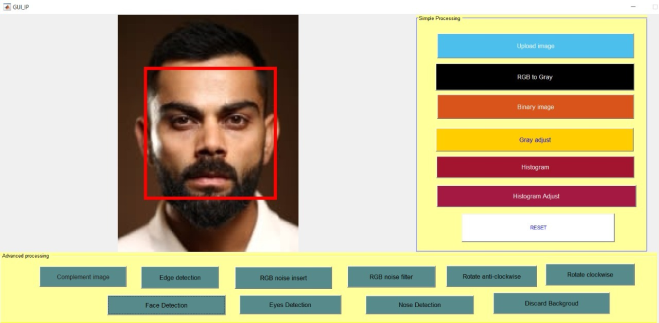 GUI_IP
Simple Processing
Upload image
RGB to Gray
Binary image
Gray adjust
Histogram
Histogram Adjust
RESET
Advanced processing
Complement image
Edge detection
RGB noise insert
RGB noise filter
Rotate anti-clockwise
Rotate clockwise
Face Detection
Eyes Detection
Nose Detection
Discard Backgroud